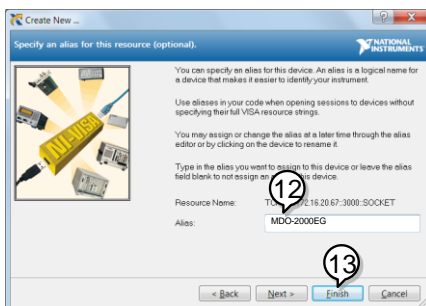 Create New ...
Specify an alias for this resource (optional).
NATIONAL
INSTRUMENTS
You can specify an alias for this device. An alias is a logical name for
a device that makes it easier to identify your instrument.
Use aliases in your code when opening sessions to devices without
specifying their full VISA resource strings.
You may assign or change the alias at a later time through the alias
editor or by clicking on the device to rename it.
Type in the alias you want to assign to this device or leave the alias
field blank to not assign an this device.
NI-VISA
12
Resource Name: 72.16.20.67::3000::SOCKET
Alias: MDO-2000EG
13
< Back Next > Finish Cancel